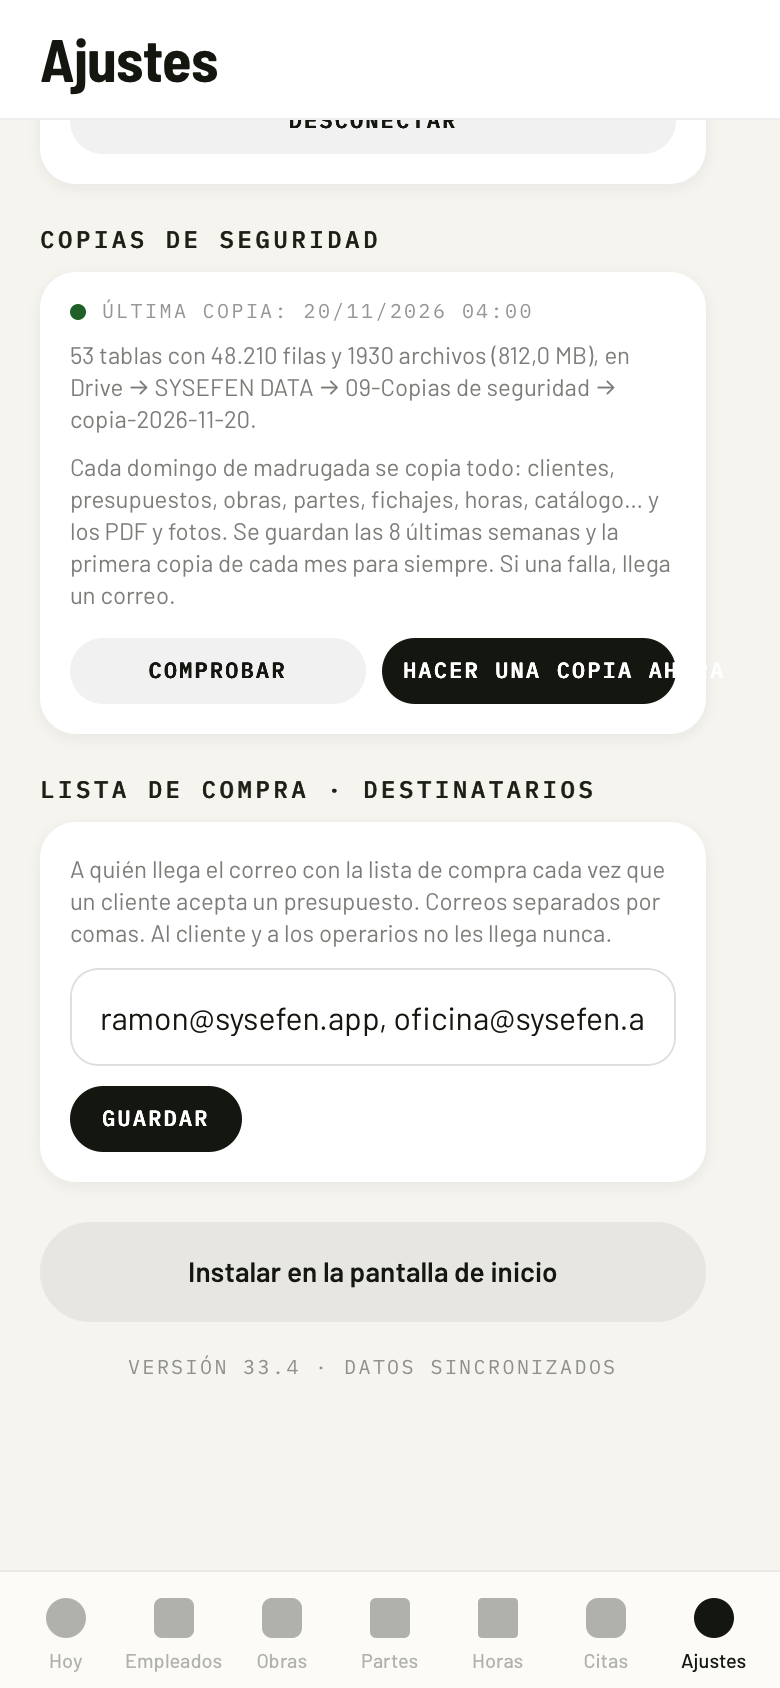 Ajustes
DESCONECTAR
COPIAS DE SEGURIDAD
ÚLTIMA COPIA: 20/11/2026 04:00
53 tablas con 48.210 filas y 1930 archivos (812,0 MB), en
Drive → SYSEFEN DATA → 09-Copias de seguridad →
copia-2026-11-20.
Cada domingo de madrugada se copia todo: clientes,
presupuestos, obras, partes, fichajes, horas, catálogo... y
los PDF y fotos. Se guardan las 8 últimas semanas y la
primera copia de cada mes para siempre. Si una falla, llega
un correo.
COMPROBAR
HACER UNA COPIA AHORA
LISTA DE COMPRA · DESTINATARIOS
A quién llega el correo con la lista de compra cada vez que
un cliente acepta un presupuesto. Correos separados por
comas. Al cliente y a los operarios no les llega nunca.
ramon@sysefen.app, oficina@sysefen.a
GUARDAR
Instalar en la pantalla de inicio
VERSIÓN 33.4 · DATOS SINCRONIZADOS
Hoy
Empleados
Obras
Partes
Horas
Citas
Ajustes